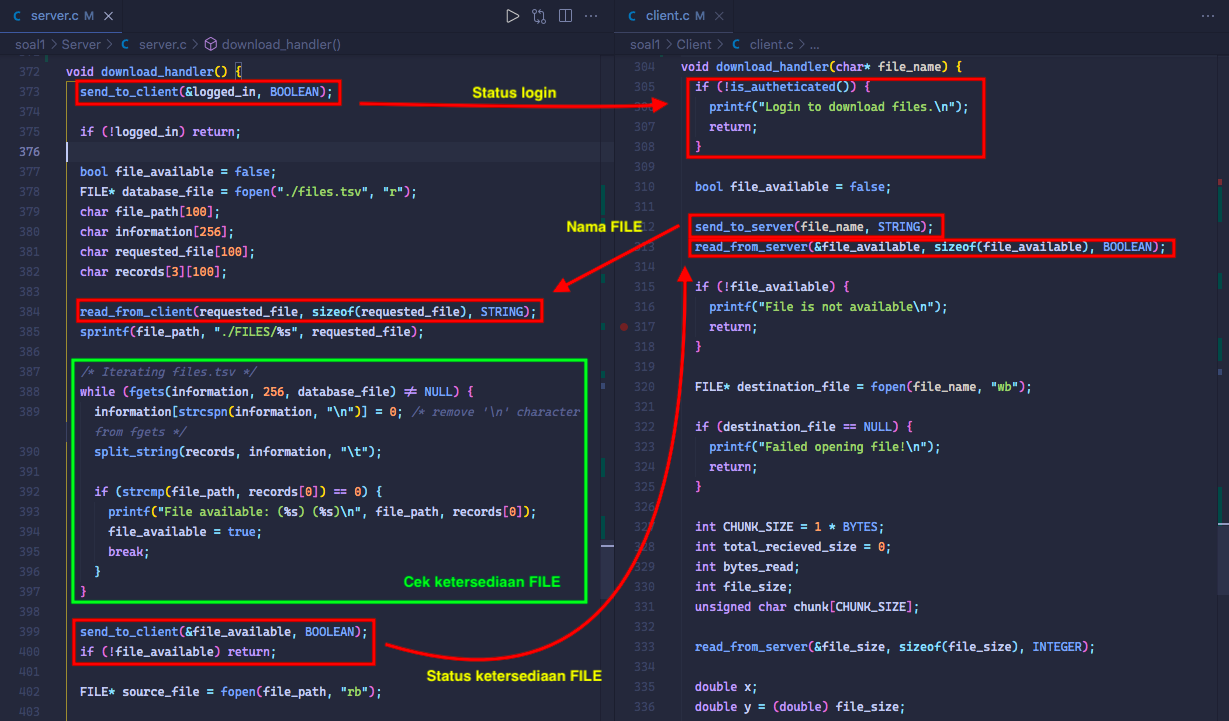 server.c M
soal1 > Server > C server.c > download_handler()
372 void download_handler() {
373 send_to_client(&logged_in, BOOLEAN);
374
375 if (!logged_in) return;
376
377 bool file_available = false;
378 FILE* database_file = fopen("./files.tsv", "r");
379 char file_path[100];
380 char information[256];
381 char requested_file[100];
382 char records[3][100];
383
384 read_from_client(requested_file, sizeof(requested_file), STRING);
385 sprintf(file_path, "./FILES/%s", requested_file);
386
387 /* Iterating files.tsv */
388 while (fgets(information, 256, database_file) ≠ NULL) {
389 information[strcspn(information, "\n")] = 0; /* remove '\n' character
from fgets */
390 split_string(records, information, "\t");
391
392 if (strcmp(file_path, records[0]) == 0) {
393 printf("File available: (%s) (%s)\n", file_path, records[0]);
394 file_available = true;
395 break;
396 }
397 }
Cek ketersediaan FILE
398
399 send_to_client(&file_available, BOOLEAN);
400 if (!file_available) return;
401
402 FILE* source_file = fopen(file_path, "rb");
403
Status login
Nama FILE
Status ketersediaan FILE
client.c M
soal1 > Client > C client.c > ...
304 void download_handler(char* file_name) {
305 if (!is_autheticated()) {
306 printf("Login to download files.\n");
307 return;
308 }
309
310 bool file_available = false;
311
312 send_to_server(file_name, STRING);
313 read_from_server(&file_available, sizeof(file_available), BOOLEAN);
314
315 if (!file_available) {
316 printf("File is not available\n");
317 return;
318 }
319
320 FILE* destination_file = fopen(file_name, "wb");
321
322 if (destination_file == NULL) {
323 printf("Failed opening file!\n");
324 return;
325 }
326
327 int CHUNK_SIZE = 1 * BYTES;
328 int total_recieved_size = 0;
329 int bytes_read;
330 int file_size;
331 unsigned char chunk[CHUNK_SIZE];
332
333 read_from_server(&file_size, sizeof(file_size), INTEGER);
334
335 double x;
336 double y = (double) file_size;